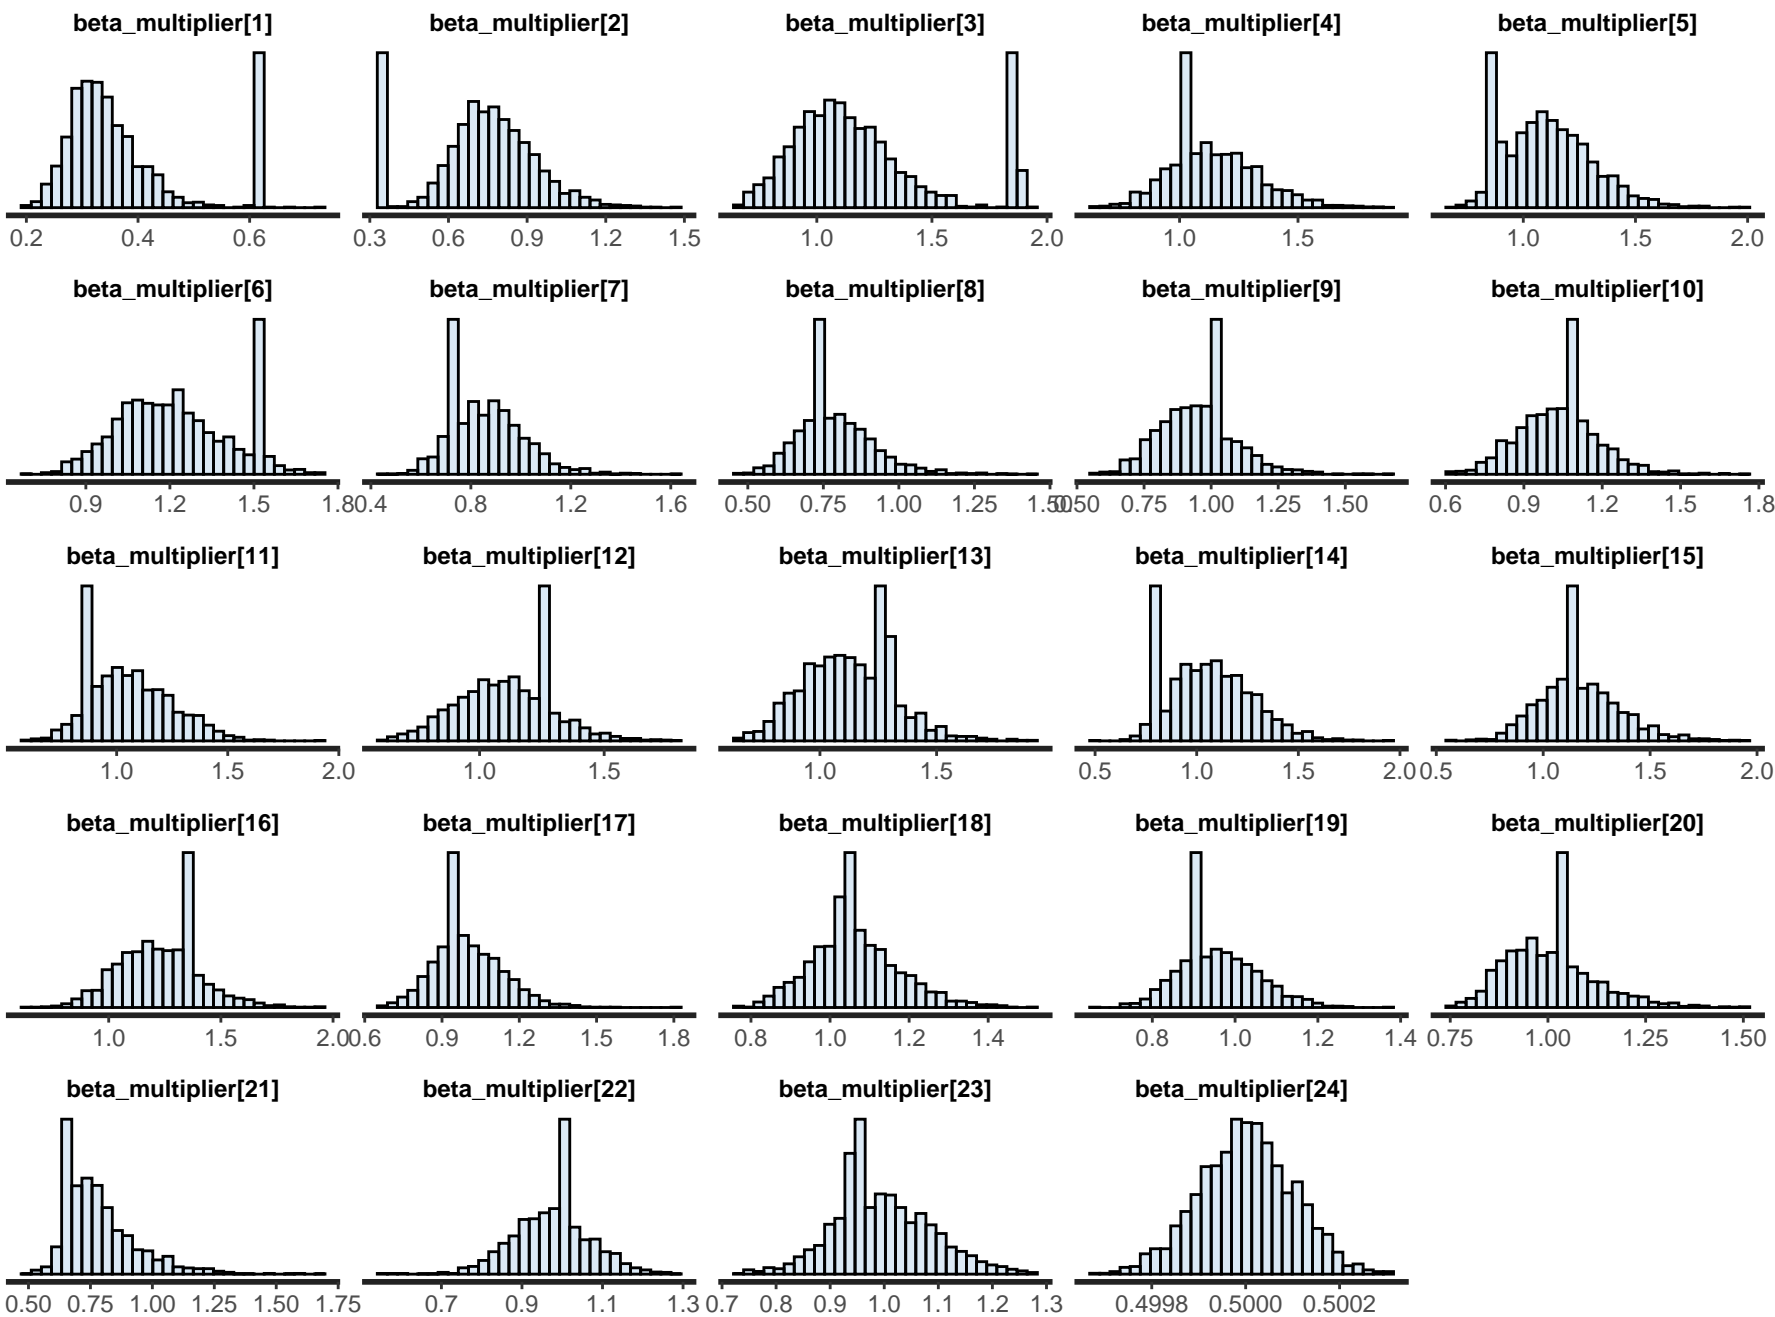 beta_multiplier[1] beta_multiplier[2] beta_multiplier[3] beta_multiplier[4] beta_multiplier[5]
0.2 0.4 0.6 0.3 0.6 0.9 1.2 1.5 1.0 1.5 2.0 1.0 1.5 1.0 1.5 2.0
beta_multiplier[6] beta_multiplier[7] beta_multiplier[8] beta_multiplier[9] beta_multiplier[10]
0.9 1.2 1.5 1.8 0.4 0.8 1.2 1.6 0.50 0.75 1.00 1.25 1.50 0.50 0.75 1.00 1.25 1.50 0.6 0.9 1.2 1.5 1.8
beta_multiplier[11] beta_multiplier[12] beta_multiplier[13] beta_multiplier[14] beta_multiplier[15]
1.0 1.5 2.0 1.0 1.5 1.0 1.5 0.5 1.0 1.5 2.0 0.5 1.0 1.5 2.0
beta_multiplier[16] beta_multiplier[17] beta_multiplier[18] beta_multiplier[19] beta_multiplier[20]
1.0 1.5 2.0 0.6 0.9 1.2 1.5 1.8 0.8 1.0 1.2 1.4 0.8 1.0 1.2 1.4 0.75 1.00 1.25 1.50
beta_multiplier[21] beta_multiplier[22] beta_multiplier[23] beta_multiplier[24]
0.50 0.75 1.00 1.25 1.50 1.75 0.7 0.9 1.1 1.3 0.7 0.8 0.9 1.0 1.1 1.2 1.3 0.4998 0.5000 0.5002